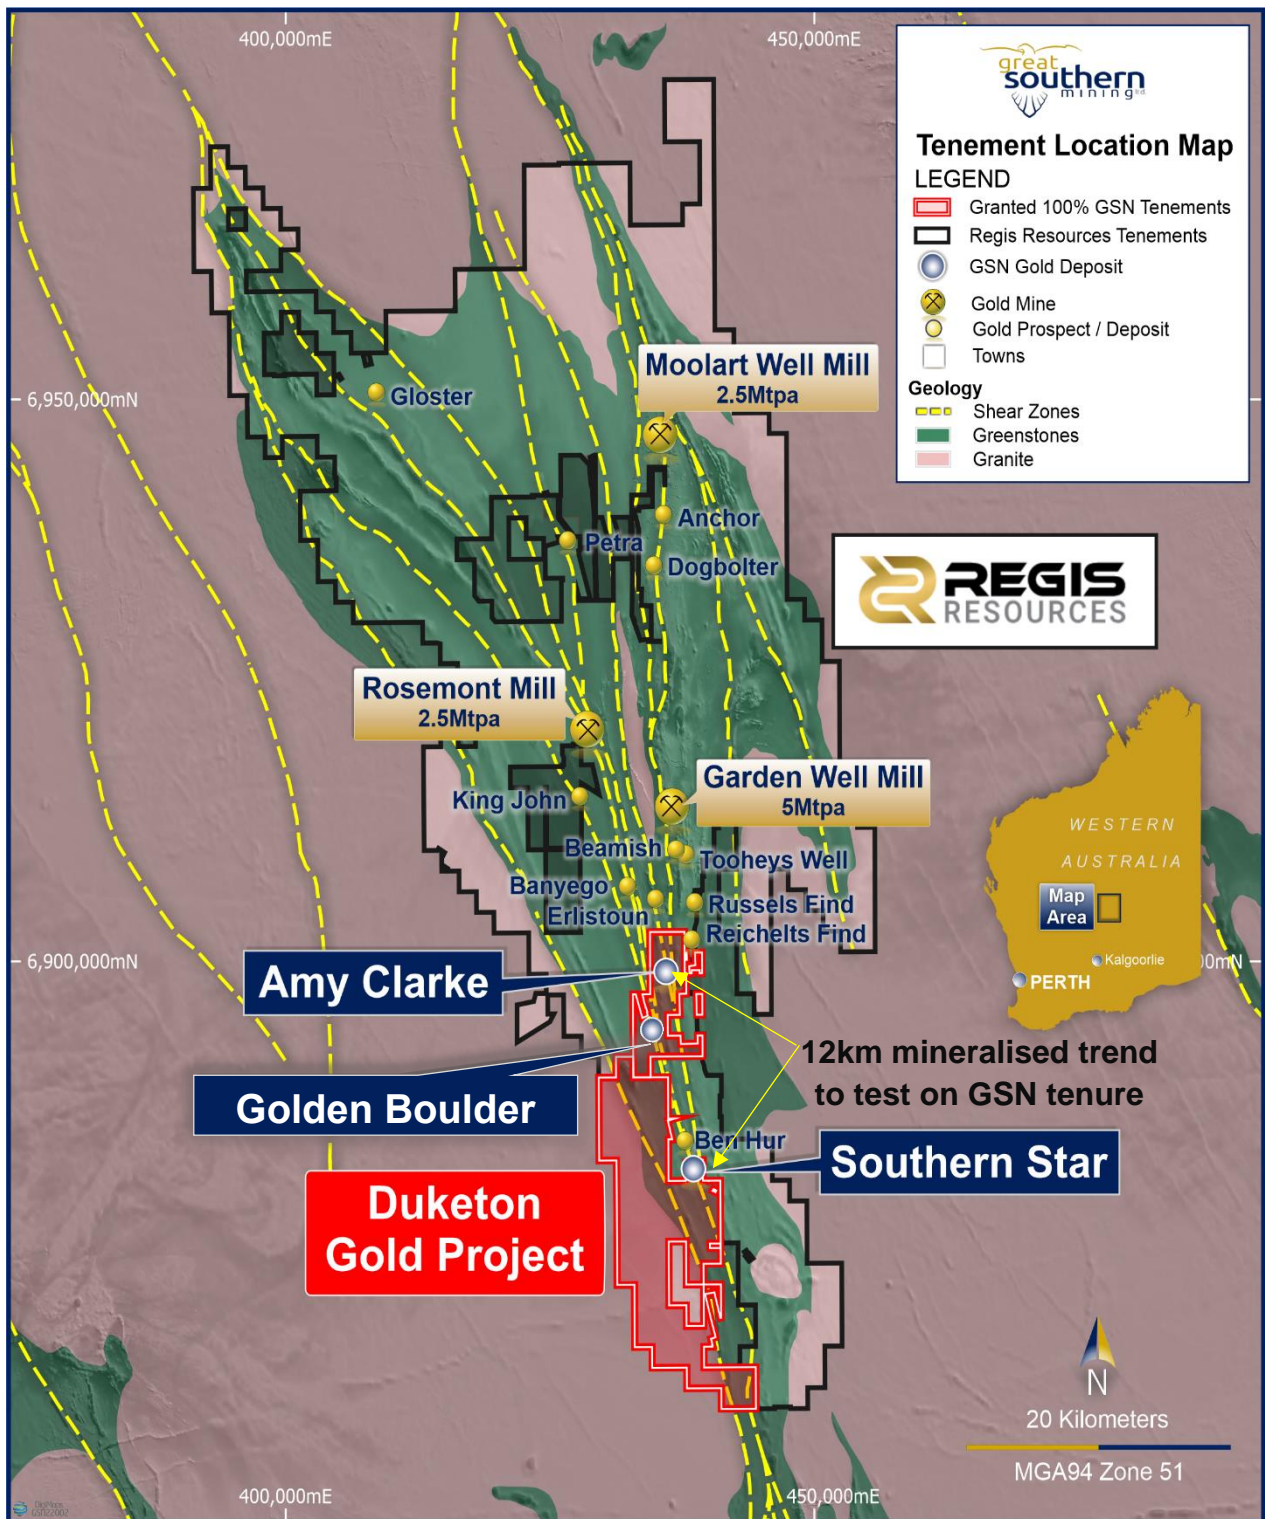 400,000mE
450,000mE
great
southern
mining ltd
Tenement Location Map
LEGEND
Granted 100% GSN Tenements
Regis Resources Tenements
GSN Gold Deposit
Gold Mine
Gold Prospect / Deposit
Towns
Geology
Shear Zones
Greenstones
Granite
Moolart Well Mill
2.5Mtpa
6,950,000mN
Gloster
Anchor
Petra
Dogbolter
REGIS
RESOURCES
Rosemont Mill
2.5Mtpa
Garden Well Mill
5Mtpa
King John
Beamish
Tooheys Well
Banyego
Erlistoun
Russels Find
Reichelts Find
WESTERN
AUSTRALIA
Map
Area
Kalgoorlie
PERTH
6,900,000mN
00mN
Amy Clarke
12km mineralised trend
to test on GSN tenure
Golden Boulder
Ben Hur
Southern Star
Duketon
Gold Project
N
20 Kilometers
MGA94 Zone 51
400,000mE
450,000mE